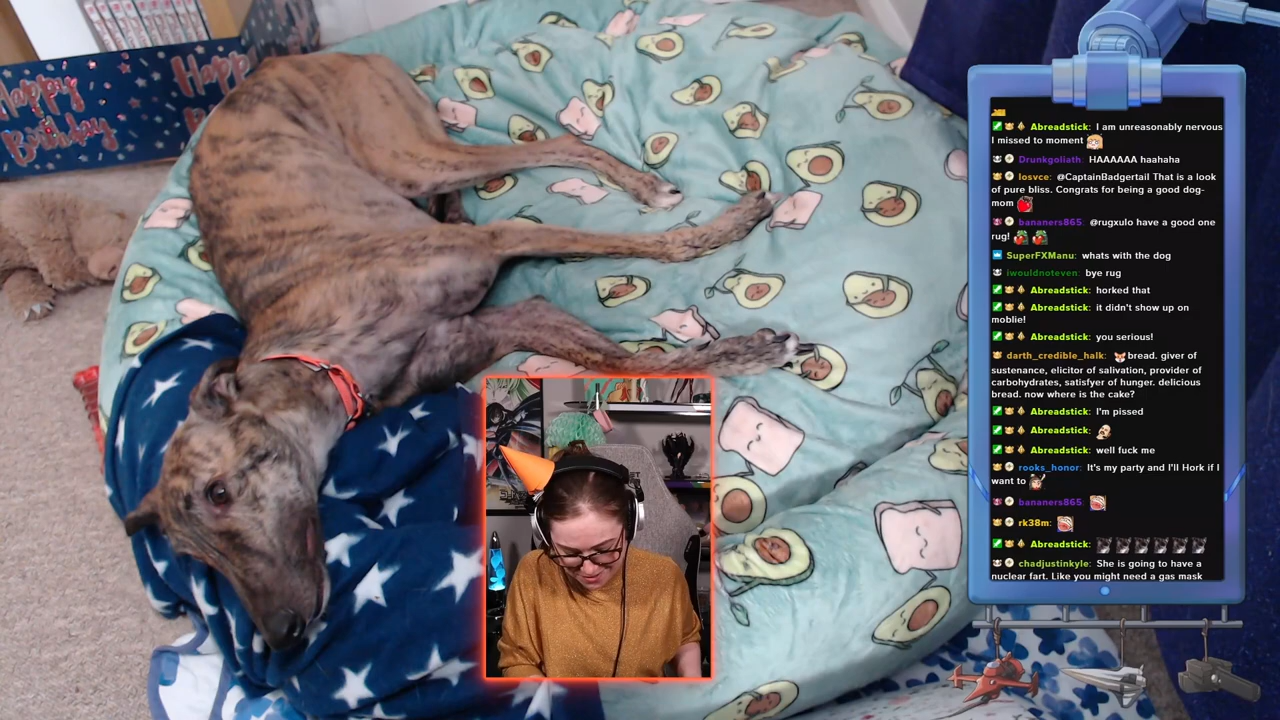 Happy
Birthday
Happy
Abreadstick: I am unreasonably nervous
I missed to moment
Drunkgoliath: HAAAAAA haahaha
losvce: @CaptainBadgertail That is a look
of pure bliss. Congrats for being a good dog-
mom
bananers865: @rugxulo have a good one
rug!
SuperFXManu: whats with the dog
iwouldnoteven: bye rug
Abreadstick: horked that
Abreadstick: it didn't show up on
moblie!
Abreadstick: you serious!
darth_credible_halk: bread. giver of
sustenance, elicitor of salivation, provider of
carbohydrates, satisfyer of hunger. delicious
bread. now where is the cake?
Abreadstick: I'm pissed
Abreadstick:
Abreadstick: well fuck me
rooks_honor: It's my party and I'll Hork if I
want to
bananers865:
rk38m:
Abreadstick:
chadjustinkyle: She is going to have a
nuclear fart. Like you might need a gas mask